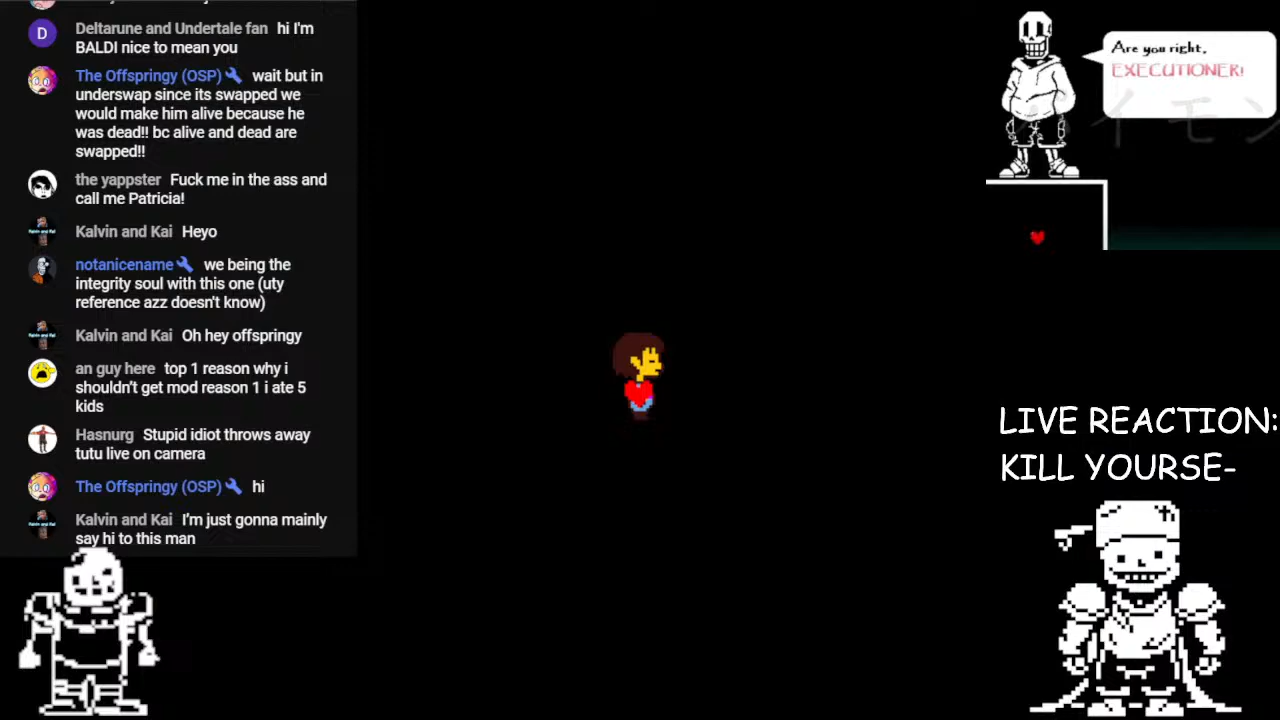 D
Deltarune and Undertale fan hi I'm
BALDI nice to mean you
The Offspringy (OSP) wait but in
underswap since its swapped we
would make him alive because he
was dead!! bc alive and dead are
swapped!!
the yappster Fuck me in the ass and
call me Patricia!
Kalvin and Kai Heyo
notanicename we being the
integrity soul with this one (uty
reference azz doesn't know)
Kalvin and Kai Oh hey offspringy
an guy here top 1 reason why i
shouldn't get mod reason 1 i ate 5
kids
Hasnurg Stupid idiot throws away
tutu live on camera
The Offspringy (OSP) hi
Kalvin and Kai I'm just gonna mainly
say hi to this man
Are you right,
EXECUTIONER!
イモン
LIVE REACTION:
KILL YOURSE-